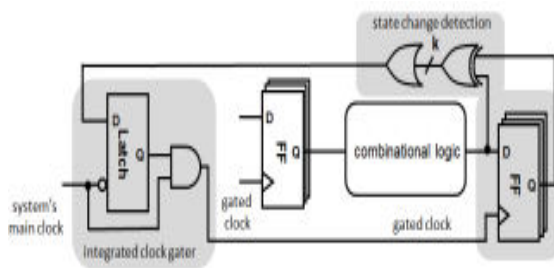 state change detection
k
D
Latch
Q
D
FF
Q
combinational logic
D
Q
FF
system's
main clock
gated
clock
gated clock
integrated clock gater